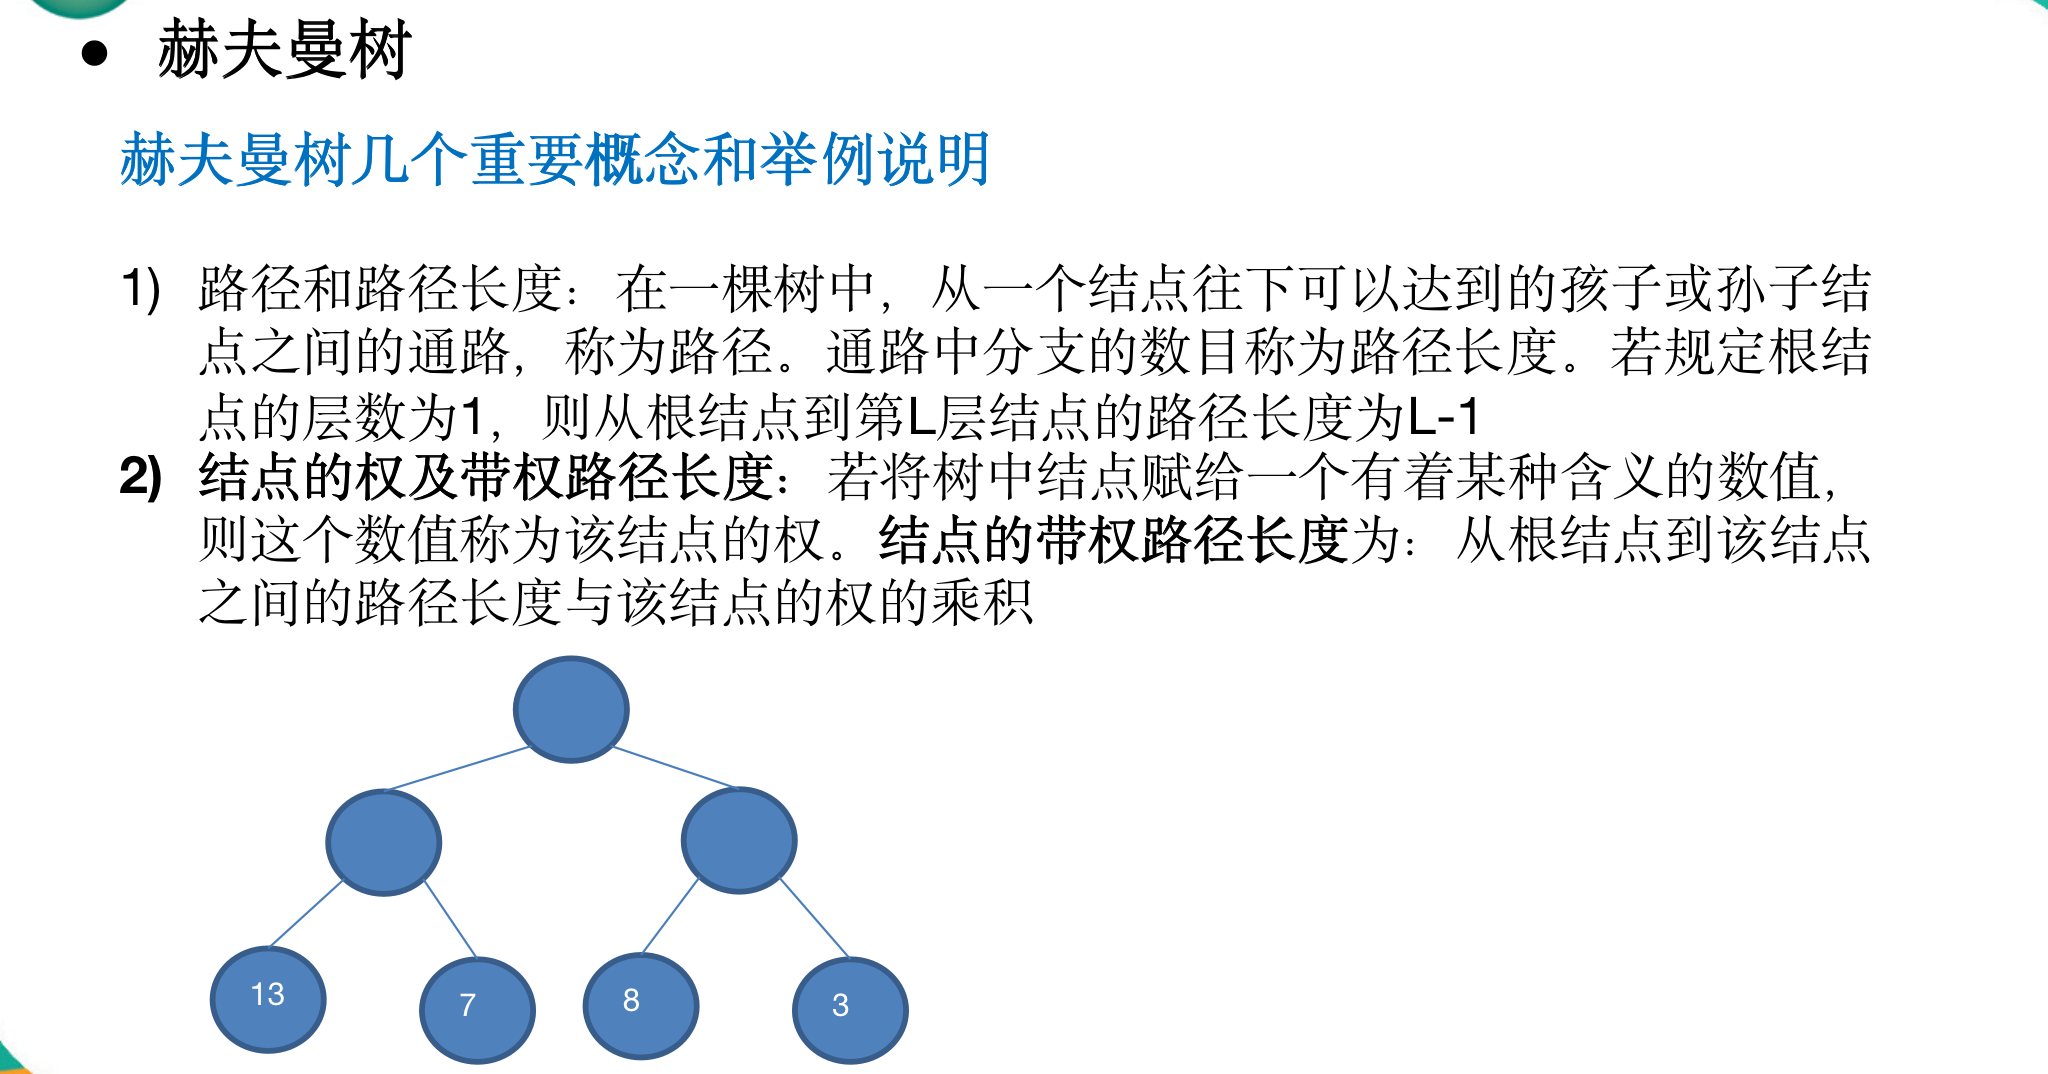 • 赫夫曼树
赫夫曼树几个重要概念和举例说明
1) 路径和路径长度：在一棵树中，从一个结点往下可以达到的孩子或孙子结
点之间的通路，称为路径。通路中分支的数目称为路径长度。若规定根结
点的层数为1，则从根结点到第L层结点的路径长度为L-1
2) 结点的权及带权路径长度：若将树中结点赋给一个有着某种含义的数值，
则这个数值称为该结点的权。结点的带权路径长度为：从根结点到该结点
之间的路径长度与该结点的权的乘积
13 7 8 3